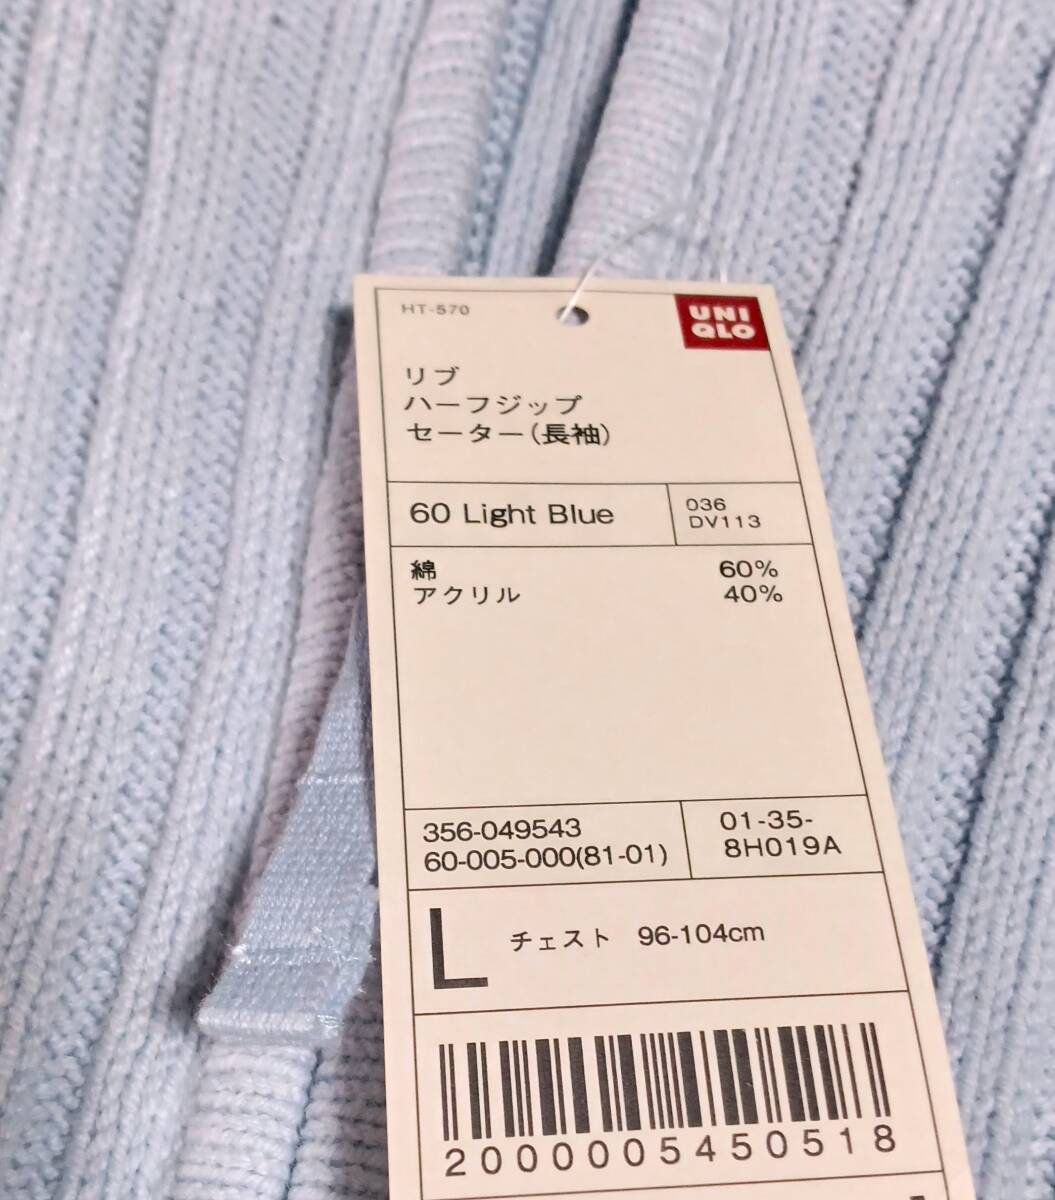 HT-570
UNI
QLO
リブ
ハーフジップ
セーター(長袖)
60 Light Blue
036
DV113
綿 60%
アクリル 40%
356-049543
60-005-000(81-01)
01-35-
8H019A
L チェスト 96-104cm
2000005450518